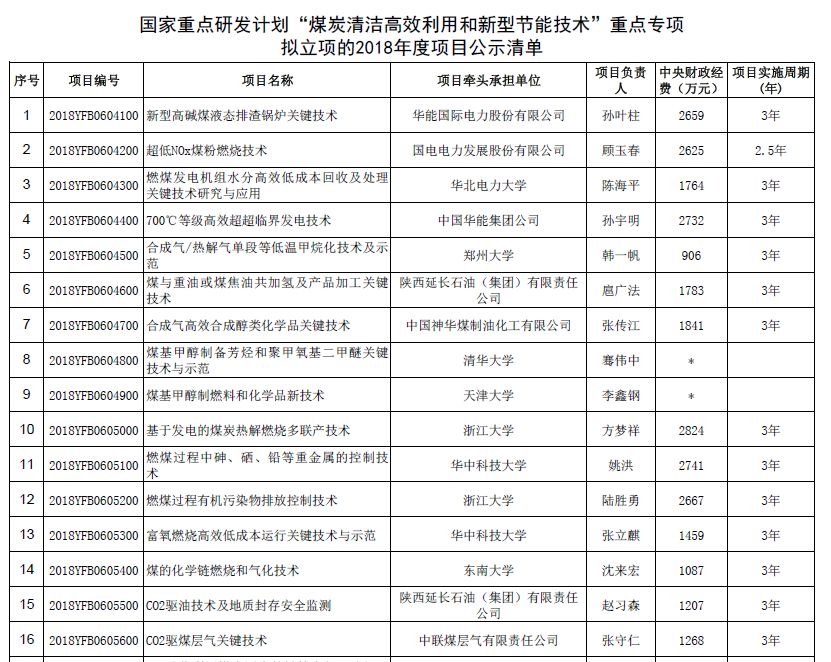 国家重点研发计划“煤炭清洁高效利用和新型节能技术”重点专项
拟立项的2018年度项目公示清单
序号 项目编号 项目名称 项目牵头承担单位 项目负责人 中央财政经费（万元） 项目实施周期(年)
1 2018YFB0604100 新型高碱煤液态排渣锅炉关键技术 华能国际电力股份有限公司 孙叶柱 2659 3年
2 2018YFB0604200 超低NOx煤粉燃烧技术 国电电力发展股份有限公司 顾玉春 2625 2.5年
3 2018YFB0604300 燃煤发电机组水分高效低成本回收及处理关键技术研究与应用 华北电力大学 陈海平 1764 3年
4 2018YFB0604400 700℃等级高效超超临界发电技术 中国华能集团公司 孙宇明 2732 3年
5 2018YFB0604500 合成气/热解气单段等低温甲烷化技术及示范 郑州大学 韩一帆 906 3年
6 2018YFB0604600 煤与重油或煤焦油共加氢及产品加工关键技术 陕西延长石油（集团）有限责任公司 扈广法 1783 3年
7 2018YFB0604700 合成气高效合成醇类化学品关键技术 中国神华煤制油化工有限公司 张传江 1841 3年
8 2018YFB0604800 煤基甲醇制备芳烃和聚甲氧基二甲醚关键技术与示范 清华大学 骞伟中 *
9 2018YFB0604900 煤基甲醇制燃料和化学品新技术 天津大学 李鑫钢 *
10 2018YFB0605000 基于发电的煤炭热解燃烧多联产技术 浙江大学 方梦祥 2824 3年
11 2018YFB0605100 燃煤过程中砷、硒、铅等重金属的控制技术 华中科技大学 姚洪 2741 3年
12 2018YFB0605200 燃煤过程有机污染物排放控制技术 浙江大学 陆胜勇 2667 3年
13 2018YFB0605300 富氧燃烧高效低成本运行关键技术与示范 华中科技大学 张立麒 1459 3年
14 2018YFB0605400 煤的化学链燃烧和气化技术 东南大学 沈来宏 1087 3年
15 2018YFB0605500 CO2驱油技术及地质封存安全监测 陕西延长石油（集团）有限责任公司 赵习森 1207 3年
16 2018YFB0605600 CO2驱煤层气关键技术 中联煤层气有限责任公司 张守仁 1268 3年